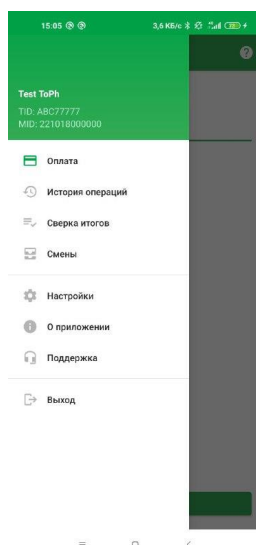 15:05
3,6 КБ/с
Test ToPh
TID: ABC77777
MID: 221018000000
Оплата
История операций
Сверка итогов
Смены
Настройки
О приложении
Поддержка
Выход